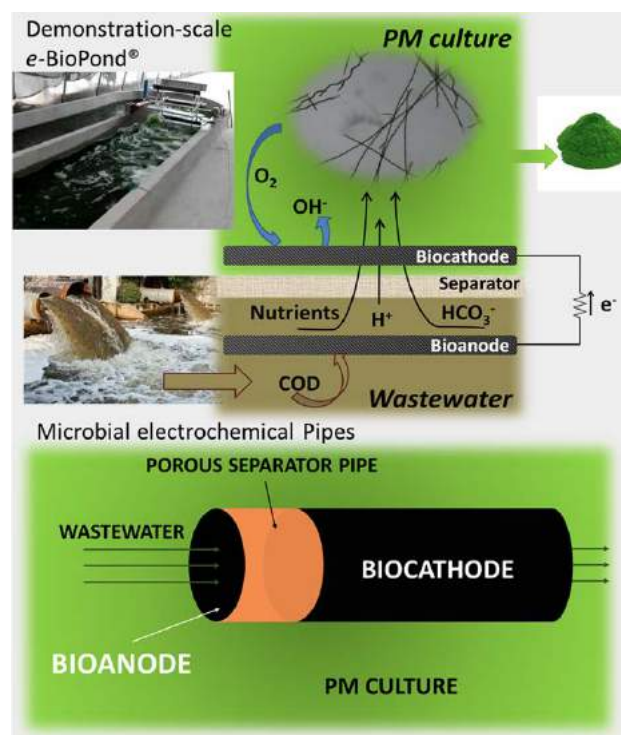 Demonstration-scale
e-BioPond®
PM culture
O₂
OH⁻
Biocathode
Separator
Nutrients
H⁺
HCO₃⁻
e⁻
Bioanode
COD
Wastewater
Microbial electrochemical Pipes
POROUS SEPARATOR PIPE
WASTEWATER
BIOCATHODE
BIOANODE
PM CULTURE